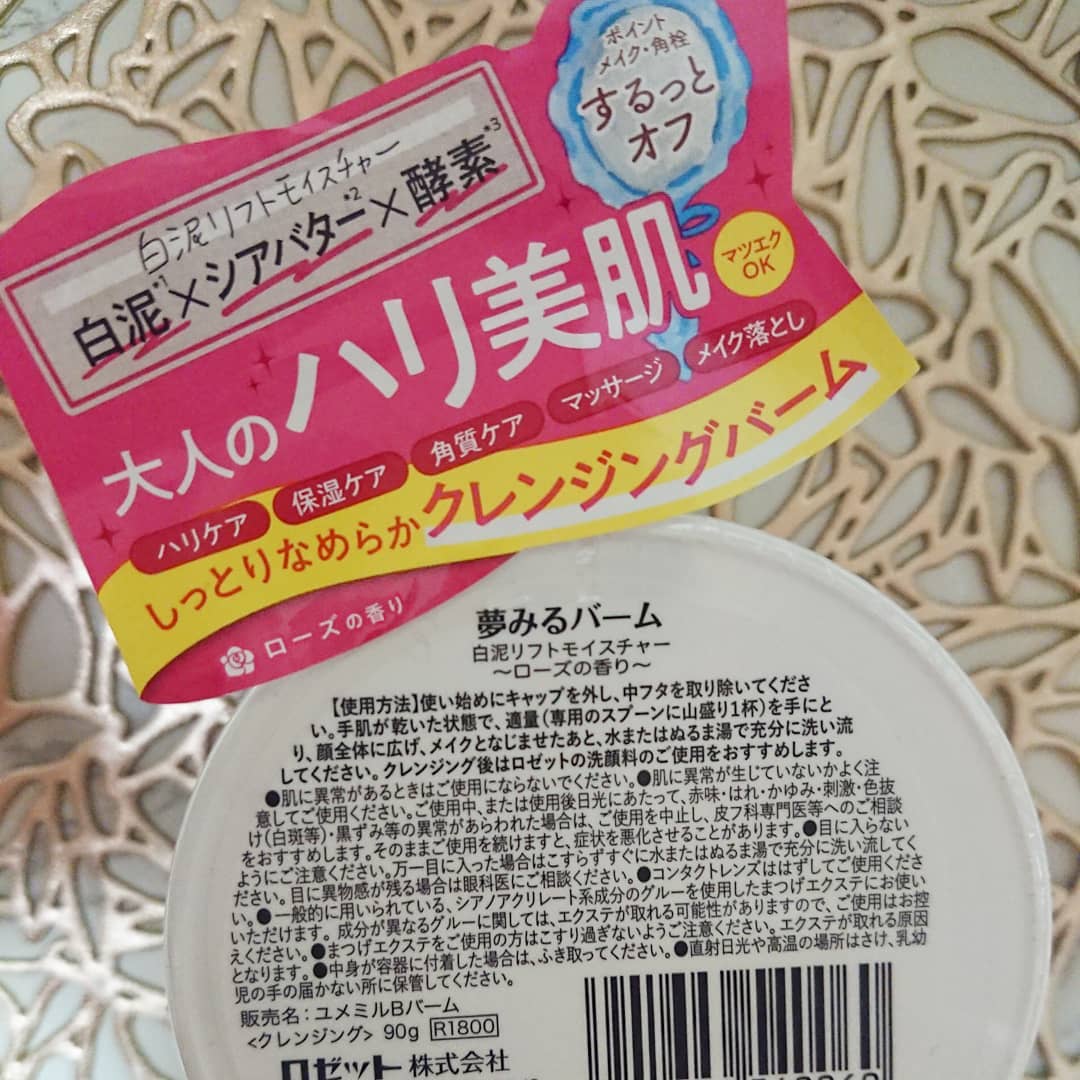 ポイント
メイク・角栓
するっと
オフ
白泥リフトモイスチャー
白泥*1×シアバター*2×酵素*3
マツエク
OK
大人のハリ美肌
ハリケア 保湿ケア 角質ケア マッサージ メイク落とし
しっとりなめらかクレンジングバーム
ローズの香り
夢みるバーム
白泥リフトモイスチャー
～ローズの香り～
【使用方法】使い始めにキャップを外し、中フタを取り除いてくださ
い。手肌が乾いた状態で、適量(専用のスプーンに山盛り1杯)を手にと
り、顔全体に広げ、メイクとなじませたあと、水またはぬるま湯で充分に洗い流
してください。クレンジング後はロゼットの洗顔料のご使用をおすすめします。
●肌に異常があるときはご使用にならないでください。●肌に異常が生じていないかよく注
意してご使用ください。ご使用中、または使用後日光にあたって、赤味・はれ・かゆみ・刺激・色抜
け(白斑等)・黒ずみ等の異常があらわれた場合は、ご使用を中止し、皮フ科専門医等へのご相談
をおすすめします。そのままご使用を続けますと、症状を悪化させることがあります。●目に入らない
ようにご注意ください。万一目に入った場合はこすらずすぐに水またはぬるま湯で充分に洗い流してく
ださい。目に異物感が残る場合は眼科医にご相談ください。●コンタクトレンズははずしてご使用くださ
い。●一般的に用いられている、シアノアクリレート系成分のグルーを使用したまつげエクステにお使い
いただけます。成分が異なるグルーに関しては、エクステが取れる可能性がありますので、ご使用はお控
えください。●まつげエクステをご使用の方はこすり過ぎないようご注意ください。エクステが取れる原因
となります。●中身が容器に付着した場合は、ふき取ってください。●直射日光や高温の場所はさけ、乳幼
児の手の届かない所に保管してください。
販売名:ユメミルBバーム
<クレンジング> 90g R1800
ロゼット株式会社